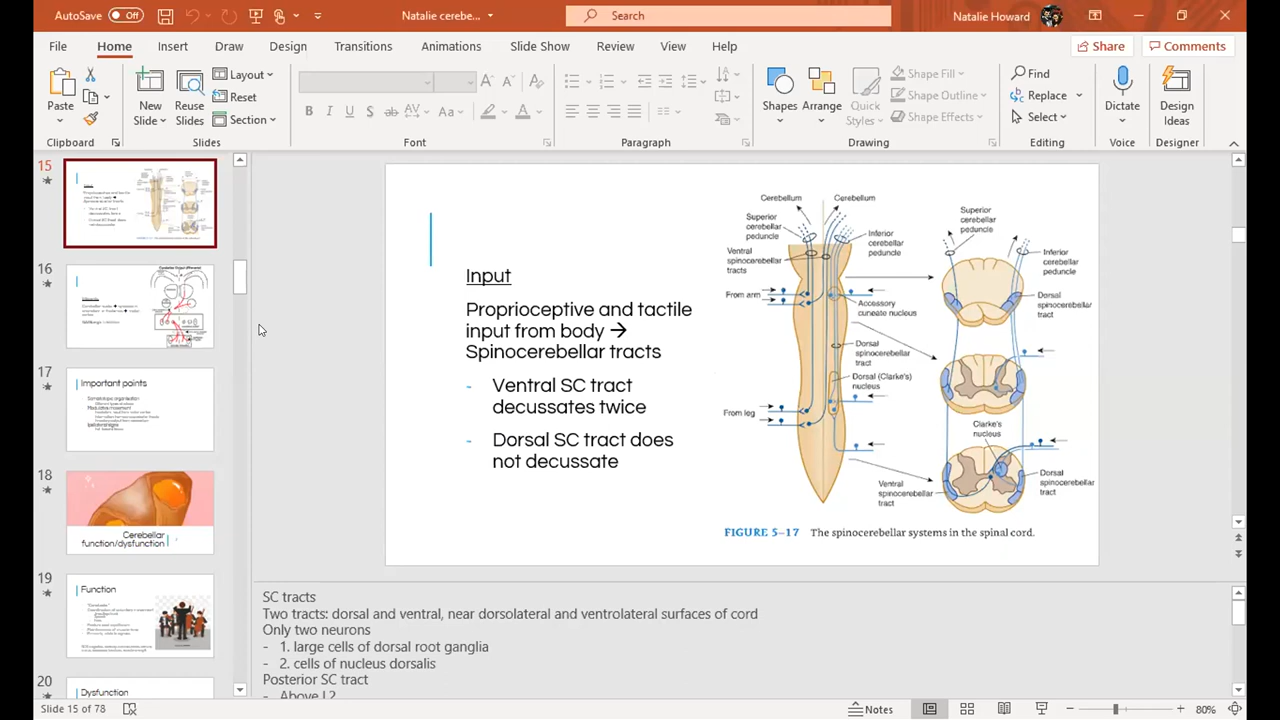 AutoSave Off
Natalie cerebe...
Search
Natalie Howard
File Home Insert Draw Design Transitions Animations Slide Show Review View Help
Share Comments
Paste
New Slide
Reuse Slides
Layout
Reset
Section
Shapes
Arrange
Quick Styles
Shape Fill
Shape Outline
Shape Effects
Find
Replace
Select
Dictate
Design Ideas
Clipboard Slides Font Paragraph Drawing Editing Voice Designer
15
16
17
Important points
18
Cerebellar
function/dysfunction
19
Function
20
Dysfunction
Input
Proprioceptive and tactile
input from body →
Spinocerebellar tracts
- Ventral SC tract
decussates twice
- Dorsal SC tract does
not decussate
Cerebellum
Cerebellum
Superior
cerebellar
peduncle
Ventral
spinocerebellar
tracts
From arm
From leg
Inferior
cerebellar
peduncle
Accessory
cuneate nucleus
Dorsal
spinocerebellar
tract
Dorsal (Clarke's)
nucleus
Ventral
spinocerebellar
tract
Superior
cerebellar
peduncle
Inferior
cerebellar
peduncle
Dorsal
spinocerebellar
tract
Clarke's
nucleus
Dorsal
spinocerebellar
tract
FIGURE 5–17 The spinocerebellar systems in the spinal cord.
SC tracts
Two tracts: dorsal and ventral, near dorsolateral and ventrolateral surfaces of cord
Only two neurons
- 1. large cells of dorsal root ganglia
- 2. cells of nucleus dorsalis
Posterior SC tract
- Above L2
Slide 15 of 78
Notes
80%